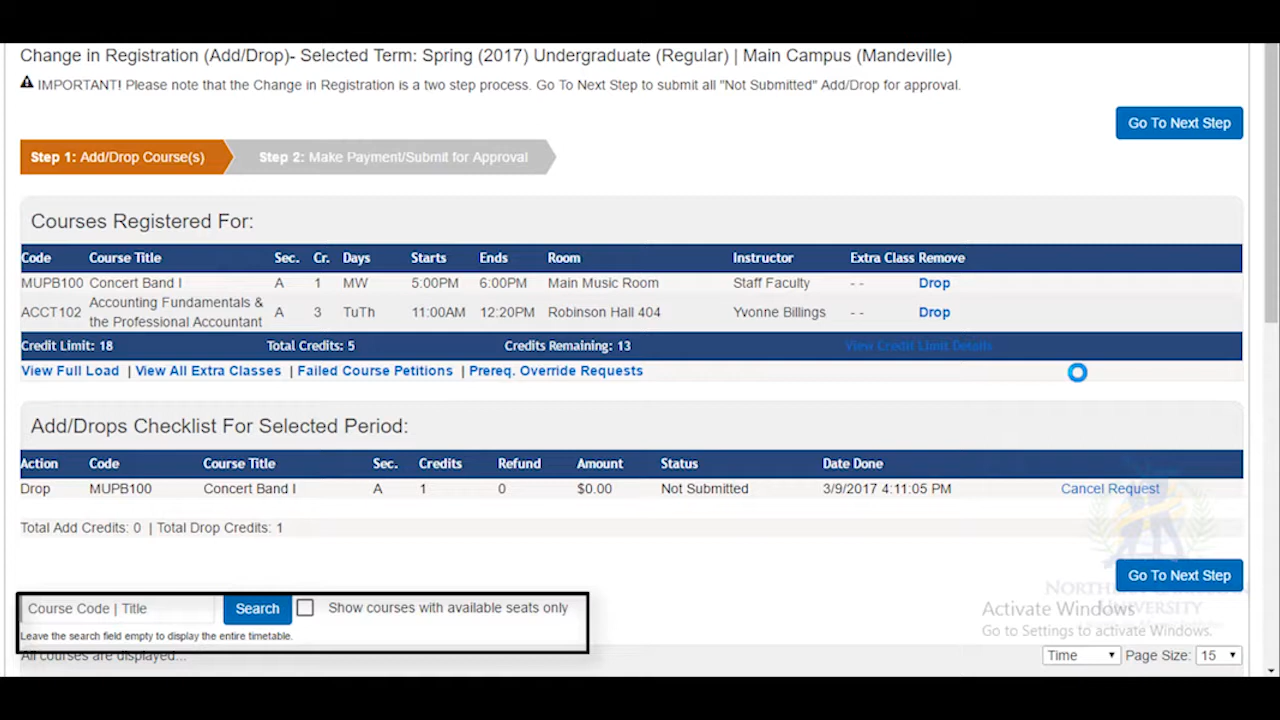 Change in Registration (Add/Drop)- Selected Term: Spring (2017) Undergraduate (Regular) | Main Campus (Mandeville)
IMPORTANT! Please note that the Change in Registration is a two step process. Go To Next Step to submit all "Not Submitted" Add/Drop for approval.
Go To Next Step
Step 1: Add/Drop Course(s) Step 2: Make Payment/Submit for Approval
Courses Registered For:
Code Course Title Sec. Cr. Days Starts Ends Room Instructor Extra Class Remove
MUPB100 Concert Band I A 1 MW 5:00PM 6:00PM Main Music Room Staff Faculty - - Drop
ACCT102 Accounting Fundamentals & the Professional Accountant A 3 TuTh 11:00AM 12:20PM Robinson Hall 404 Yvonne Billings - - Drop
Credit Limit: 18 Total Credits: 5 Credits Remaining: 13 View Credit Limit Details
View Full Load | View All Extra Classes | Failed Course Petitions | Prereq. Override Requests
Add/Drops Checklist For Selected Period:
Action Code Course Title Sec. Credits Refund Amount Status Date Done
Drop MUPB100 Concert Band I A 1 0 $0.00 Not Submitted 3/9/2017 4:11:05 PM Cancel Request
Total Add Credits: 0 | Total Drop Credits: 1
Go To Next Step
Course Code | Title Search Show courses with available seats only
Leave the search field empty to display the entire timetable.
All courses are displayed...
UNIVERSITY
Activate Windows
Go to Settings to activate Windows.
Time Page Size: 15